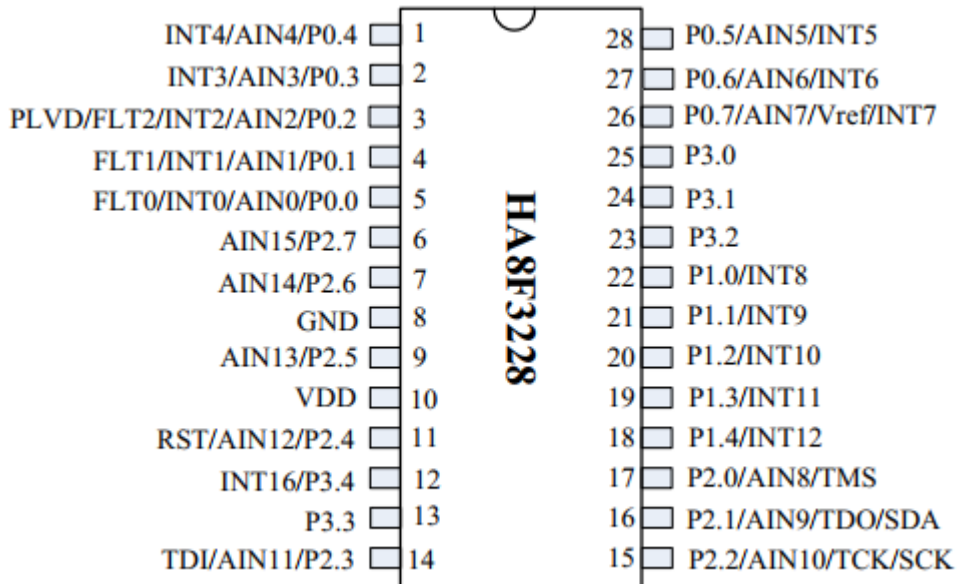 INT4/AIN4/P0.4 1 28 P0.5/AIN5/INT5
INT3/AIN3/P0.3 2 27 P0.6/AIN6/INT6
PLVD/FLT2/INT2/AIN2/P0.2 3 26 P0.7/AIN7/Vref/INT7
FLT1/INT1/AIN1/P0.1 4 25 P3.0
FLT0/INT0/AIN0/P0.0 5 24 P3.1
AIN15/P2.7 6 23 P3.2
AIN14/P2.6 7 22 P1.0/INT8
GND 8 21 P1.1/INT9
AIN13/P2.5 9 20 P1.2/INT10
VDD 10 19 P1.3/INT11
RST/AIN12/P2.4 11 18 P1.4/INT12
INT16/P3.4 12 17 P2.0/AIN8/TMS
P3.3 13 16 P2.1/AIN9/TDO/SDA
TDI/AIN11/P2.3 14 15 P2.2/AIN10/TCK/SCK
HA8F3228